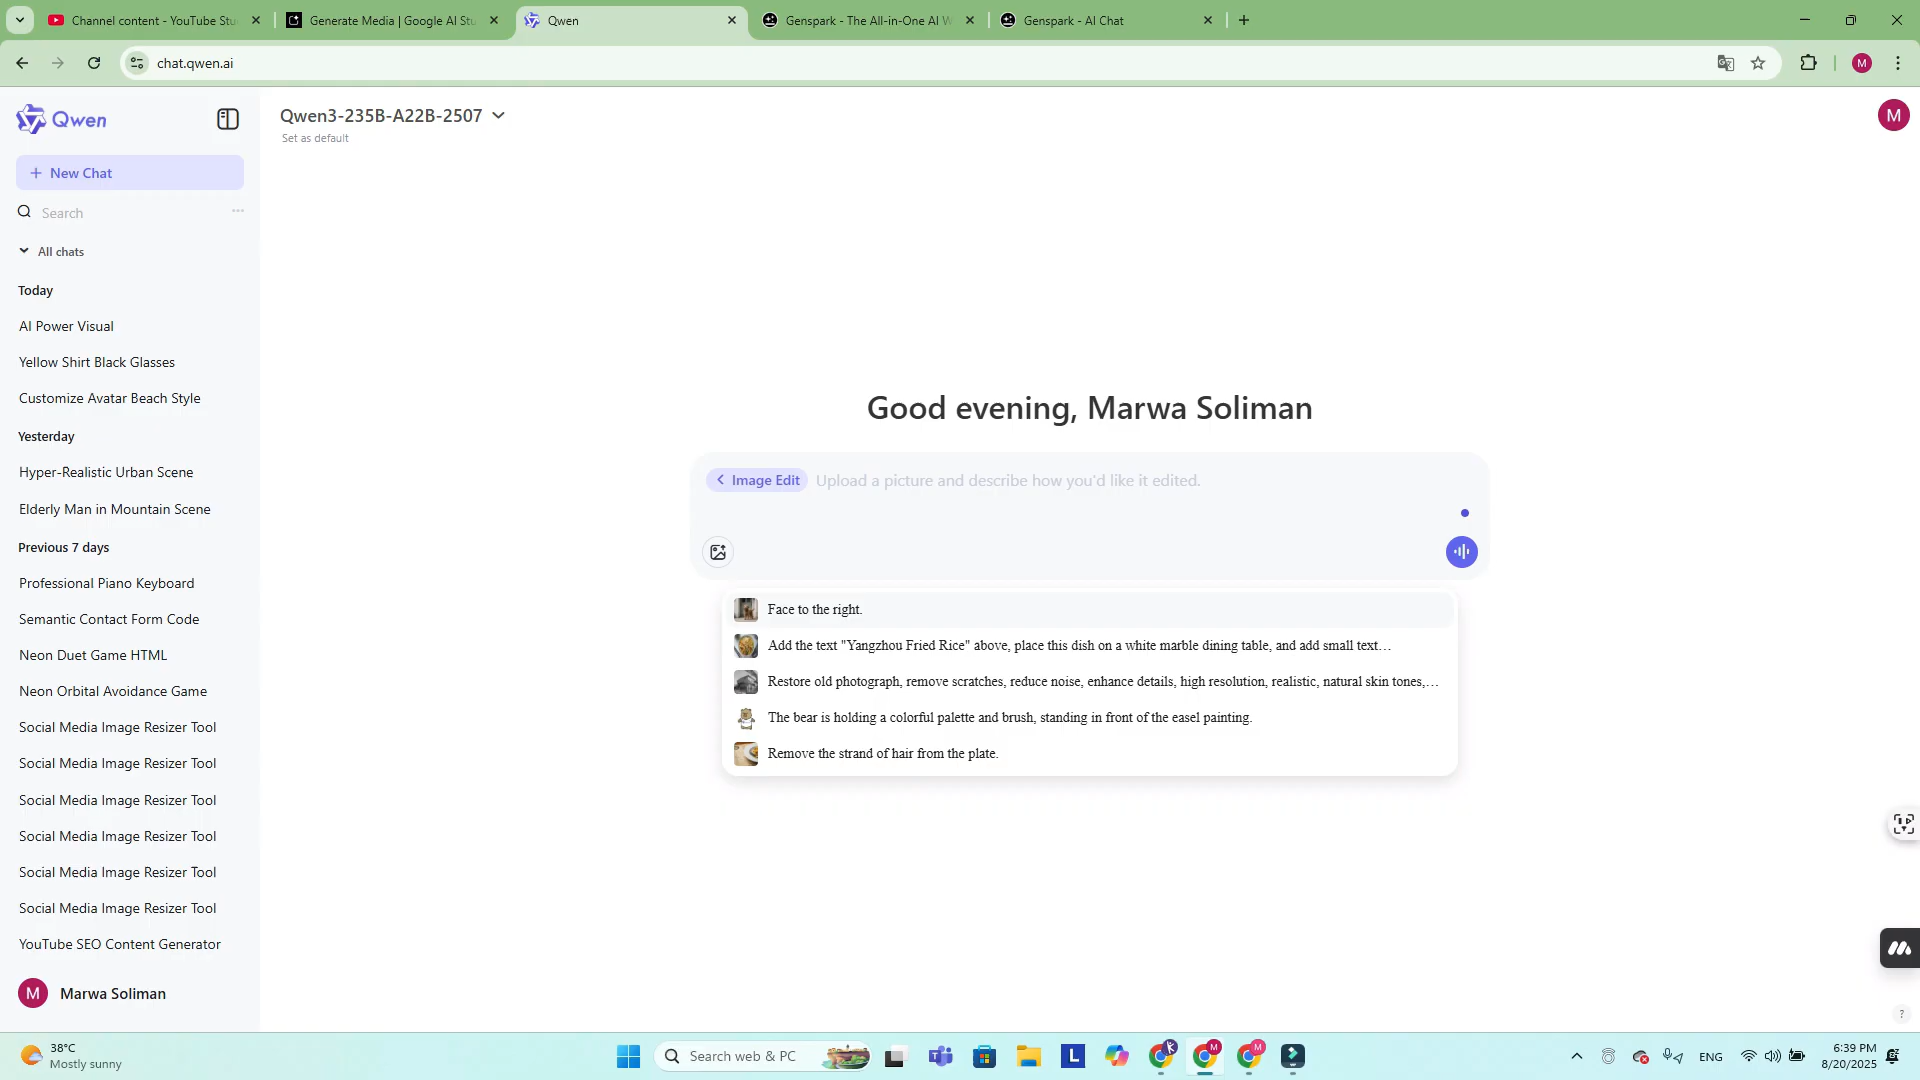 Channel content - YouTube Stu
Generate Media | Google AI Stu
Qwen
Genspark - The All-in-One AI W
Genspark - AI Chat
chat.qwen.ai
M
Qwen
Qwen3-235B-A22B-2507
Set as default
M
+ New Chat
Search
All chats
Today
AI Power Visual
Yellow Shirt Black Glasses
Customize Avatar Beach Style
Yesterday
Hyper-Realistic Urban Scene
Elderly Man in Mountain Scene
Previous 7 days
Professional Piano Keyboard
Semantic Contact Form Code
Neon Duet Game HTML
Neon Orbital Avoidance Game
Social Media Image Resizer Tool
Social Media Image Resizer Tool
Social Media Image Resizer Tool
Social Media Image Resizer Tool
Social Media Image Resizer Tool
Social Media Image Resizer Tool
YouTube SEO Content Generator
M Marwa Soliman
Good evening, Marwa Soliman
Image Edit Upload a picture and describe how you'd like it edited.
Face to the right.
Add the text "Yangzhou Fried Rice" above, place this dish on a white marble dining table, and add small text…
Restore old photograph, remove scratches, reduce noise, enhance details, high resolution, realistic, natural skin tones,…
The bear is holding a colorful palette and brush, standing in front of the easel painting.
Remove the strand of hair from the plate.
?
38°C
Mostly sunny
Search web & PC
L
K
M
M
ENG
6:39 PM
8/20/2025